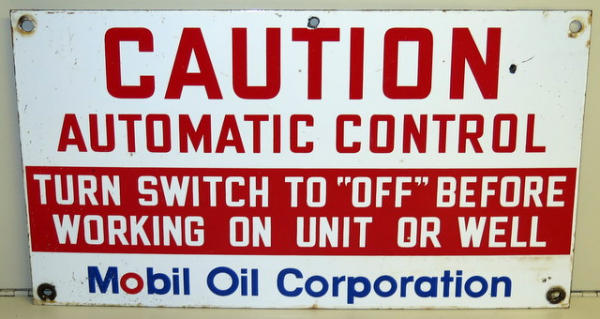 CAUTION
AUTOMATIC CONTROL
TURN SWITCH TO "OFF" BEFORE
WORKING ON UNIT OR WELL
Mobil Oil Corporation